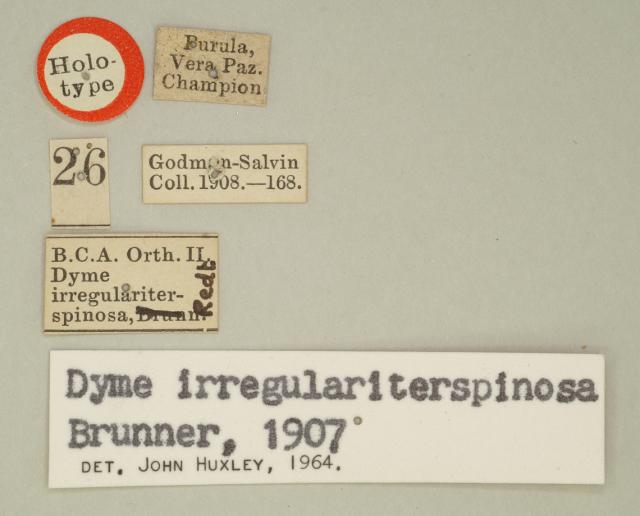 Holo-
type
Purula,
Vera Paz.
Champion
26
Godman-Salvin
Coll. 1908.—168.
B.C.A. Orth. II.
Dyme
irregulariter-
spinosa, Brunn.
Redt
Dyme irregulariterspinosa
Brunner, 1907
DET. JOHN HUXLEY, 1964.